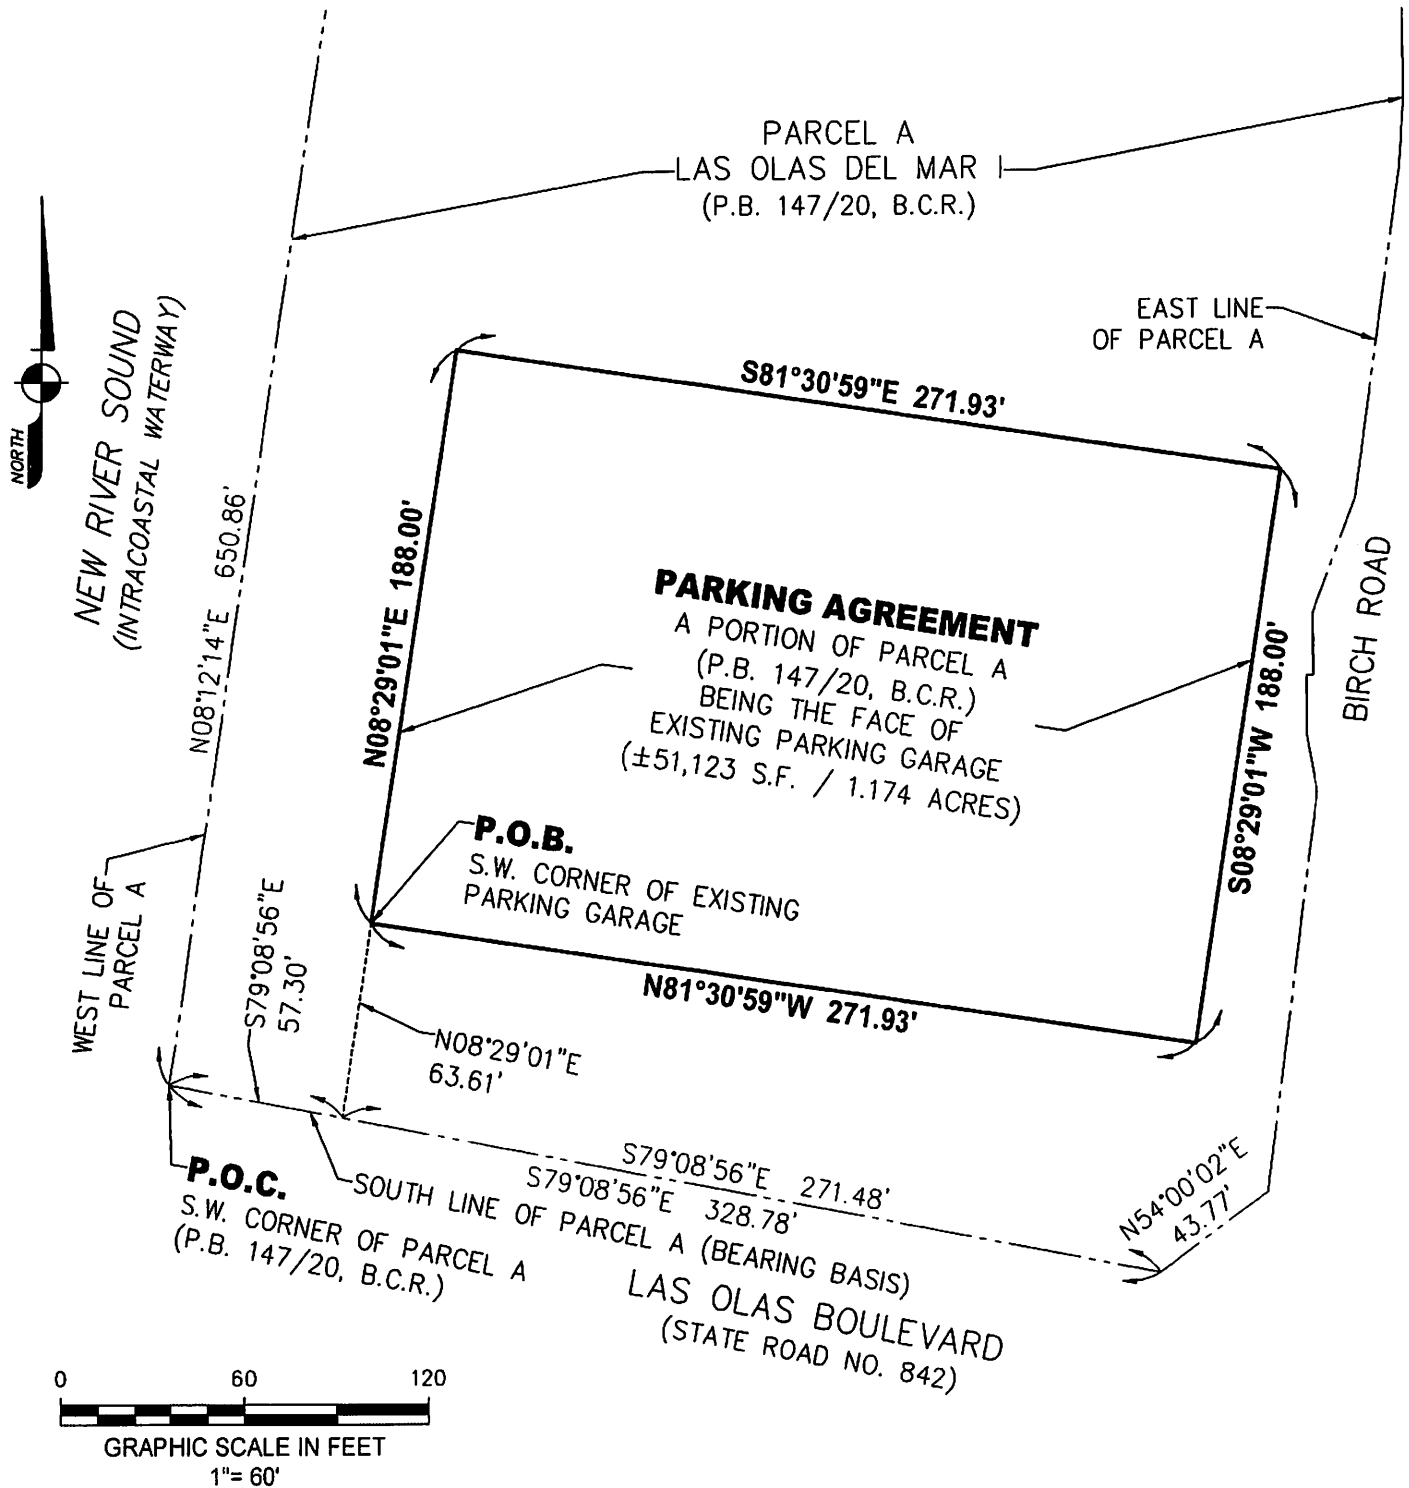 PARCEL A
LAS OLAS DEL MAR I
(P.B. 147/20, B.C.R.)
EAST LINE
OF PARCEL A
NORTH
NEW RIVER SOUND
(INTRACOASTAL WATERWAY)
N08°12'14"E 650.86'
S81°30'59"E 271.93'
N08°29'01"E 188.00'
PARKING AGREEMENT
A PORTION OF PARCEL A
(P.B. 147/20, B.C.R.)
BEING THE FACE OF
EXISTING PARKING GARAGE
(±51,123 S.F. / 1.174 ACRES)
S08°29'01"W 188.00'
BIRCH ROAD
P.O.B.
S.W. CORNER OF EXISTING
PARKING GARAGE
WEST LINE OF
PARCEL A
S79°08'56"E
57.30'
N81°30'59"W 271.93'
N08°29'01"E
63.61'
P.O.C.
S.W. CORNER OF PARCEL A
(P.B. 147/20, B.C.R.)
S79°08'56"E 271.48'
S79°08'56"E 328.78'
SOUTH LINE OF PARCEL A (BEARING BASIS)
N54°00'02"E
43.77'
LAS OLAS BOULEVARD
(STATE ROAD NO. 842)
0 60 120
GRAPHIC SCALE IN FEET
1"= 60'